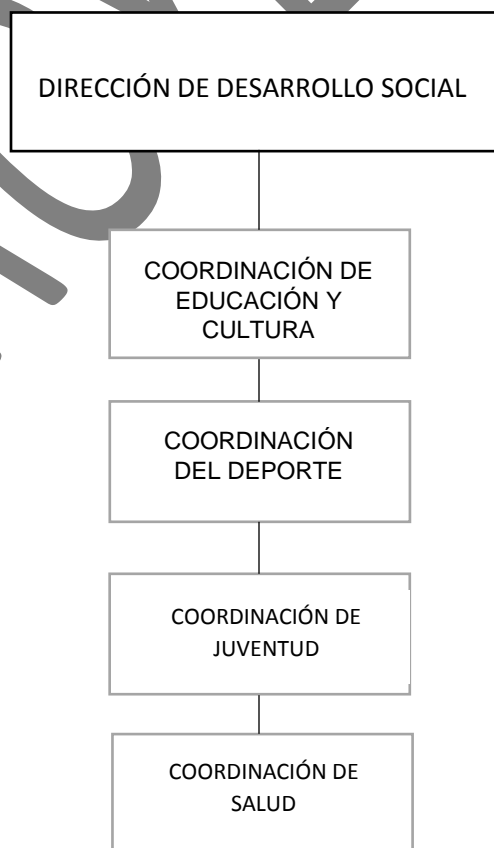 DIRECCIÓN DE DESARROLLO SOCIAL
COORDINACIÓN DE
EDUCACIÓN Y
CULTURA
COORDINACIÓN
DEL DEPORTE
COORDINACIÓN DE
JUVENTUD
COORDINACIÓN DE
SALUD